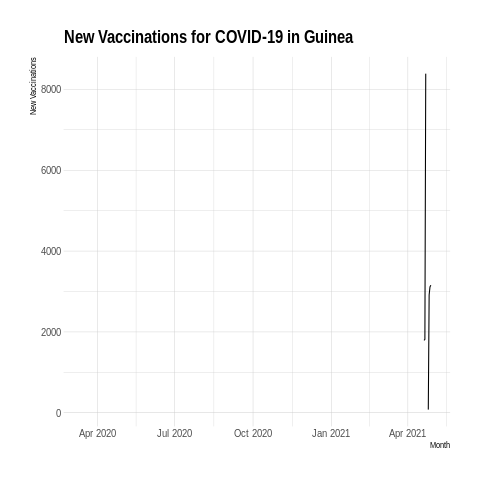 New Vaccinations for COVID-19 in Guinea
New Vaccinations
8000
6000
4000
2000
0
Apr 2020 Jul 2020 Oct 2020 Jan 2021 Apr 2021
Month